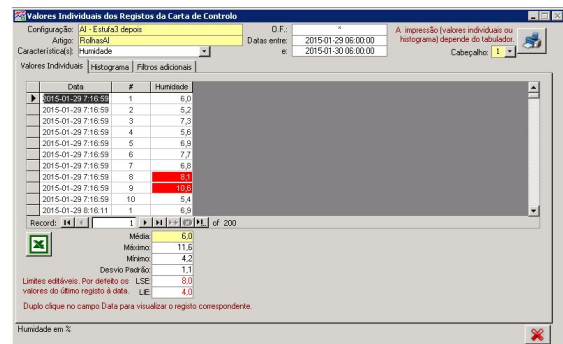 Valores Individuais dos Registos da Carta de Controlo
Configuração: AI - Estufa3 depois O.F.: * A impressão (valores individuais ou
Artigo: RolhasAI Datas entre: 2015-01-29 06:00:00 histograma) depende do tabulador.
Característica(s): Humidade e: 2015-01-30 06:00:00 Cabeçalho: 1
Valores Individuais Histograma Filtros adicionais
Data # Humidade
2015-01-29 7:16:59 1 6,0
2015-01-29 7:16:59 2 5,2
2015-01-29 7:16:59 3 7,3
2015-01-29 7:16:59 4 5,6
2015-01-29 7:16:59 5 6,9
2015-01-29 7:16:59 6 7,7
2015-01-29 7:16:59 7 6,8
2015-01-29 7:16:59 8 8,1
2015-01-29 7:16:59 9 10,6
2015-01-29 7:16:59 10 5,4
2015-01-29 8:16:11 1 6,9
Record: 1 of 200
Média: 6,0
Máximo: 11,6
Mínimo: 4,2
Desvio Padrão: 1,1
Limites editáveis. Por defeito os LSE: 8,0
valores do último registo à data. LIE: 4,0
Duplo clique no campo Data para visualizar o registo correspondente.
Humidade em %